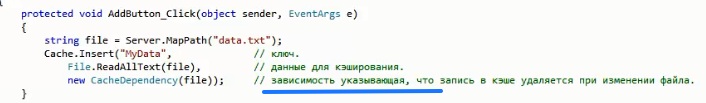 protected void AddButton_Click(object sender, EventArgs e)
{
string file = Server.MapPath("data.txt");
Cache.Insert("MyData", // ключ.
File.ReadAllText(file), // данные для кэширования.
new CacheDependency(file)); // зависимость указывающая, что запись в кэше удаляется при изменении файла.
}